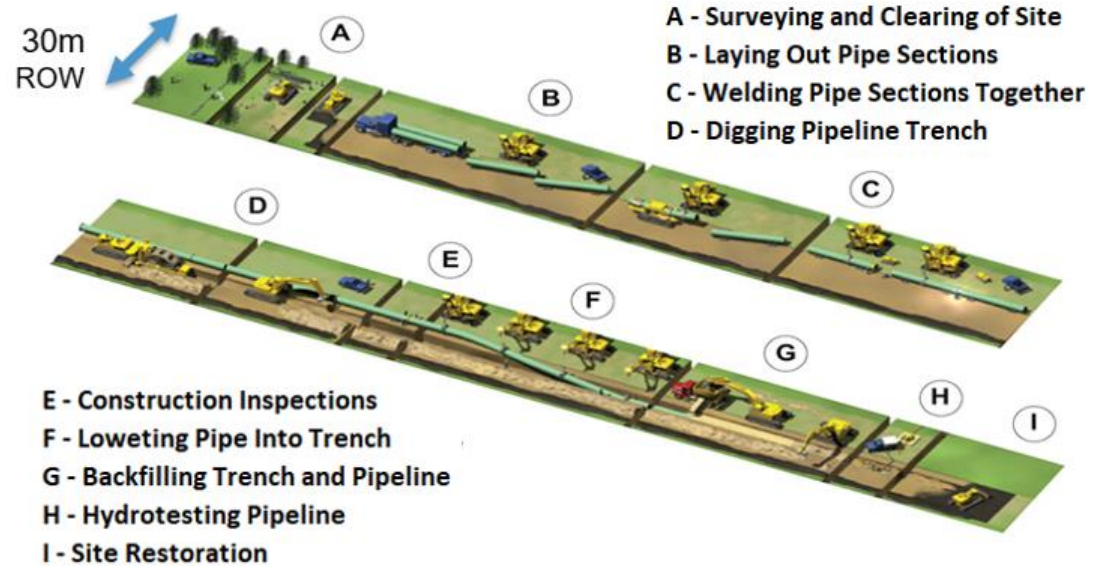 30m
ROW
A
B
C
A - Surveying and Clearing of Site
B - Laying Out Pipe Sections
C - Welding Pipe Sections Together
D - Digging Pipeline Trench
D
E
F
G
H
I
E - Construction Inspections
F - Loweting Pipe Into Trench
G - Backfilling Trench and Pipeline
H - Hydrotesting Pipeline
I - Site Restoration